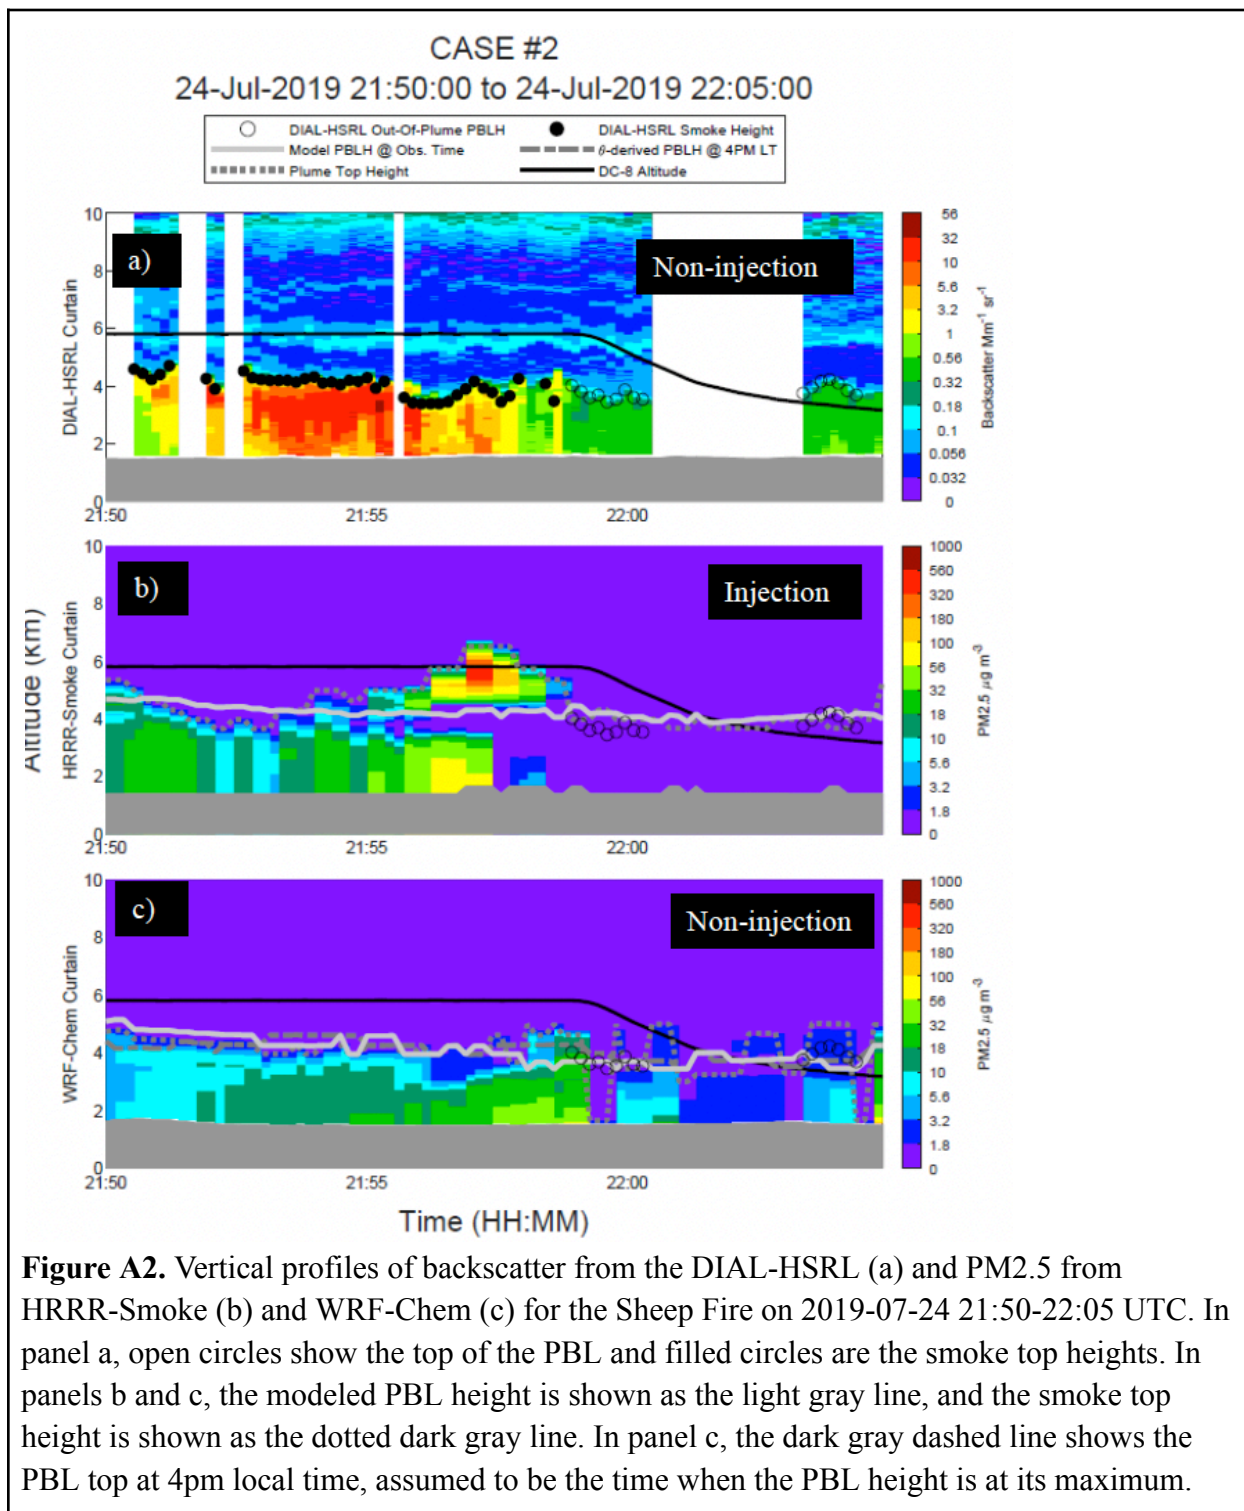 CASE #2
24-Jul-2019 21:50:00 to 24-Jul-2019 22:05:00
DIAL-HSRL Out-Of-Plume PBLH
DIAL-HSRL Smoke Height
Model PBLH @ Obs. Time
θ-derived PBLH @ 4PM LT
Plume Top Height
DC-8 Altitude
a)
Non-injection
10
8
6
4
2
0
DIAL-HSRL Curtain
21:50
21:55
22:00
56
32
10
5.6
3.2
1
0.56
0.32
0.18
0.1
0.056
0.032
0
Backscatter Mm⁻¹ sr⁻¹
b)
Injection
10
8
6
4
2
0
Altitude (km)
HRRR-Smoke Curtain
21:50
21:55
22:00
1000
560
320
180
100
56
32
18
10
5.6
3.2
1.8
0
PM2.5 μg m⁻³
c)
Non-injection
10
8
6
4
2
0
WRF-Chem Curtain
21:50
21:55
22:00
1000
560
320
180
100
56
32
18
10
5.6
3.2
1.8
0
PM2.5 μg m⁻³
Time (HH:MM)
Figure A2. Vertical profiles of backscatter from the DIAL-HSRL (a) and PM2.5 from
HRRR-Smoke (b) and WRF-Chem (c) for the Sheep Fire on 2019-07-24 21:50-22:05 UTC. In
panel a, open circles show the top of the PBL and filled circles are the smoke top heights. In
panels b and c, the modeled PBL height is shown as the light gray line, and the smoke top
height is shown as the dotted dark gray line. In panel c, the dark gray dashed line shows the
PBL top at 4pm local time, assumed to be the time when the PBL height is at its maximum.